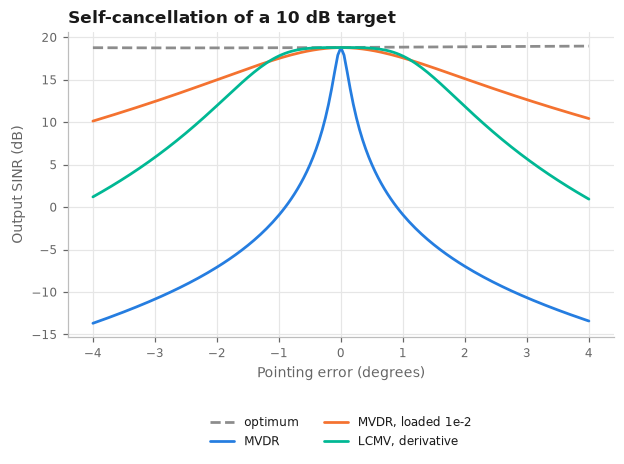 Self-cancellation of a 10 dB target
Output SINR (dB)
20
15
10
5
0
−5
−10
−15
−4 −3 −2 −1 0 1 2 3 4
Pointing error (degrees)
optimum
MVDR
MVDR, loaded 1e-2
LCMV, derivative